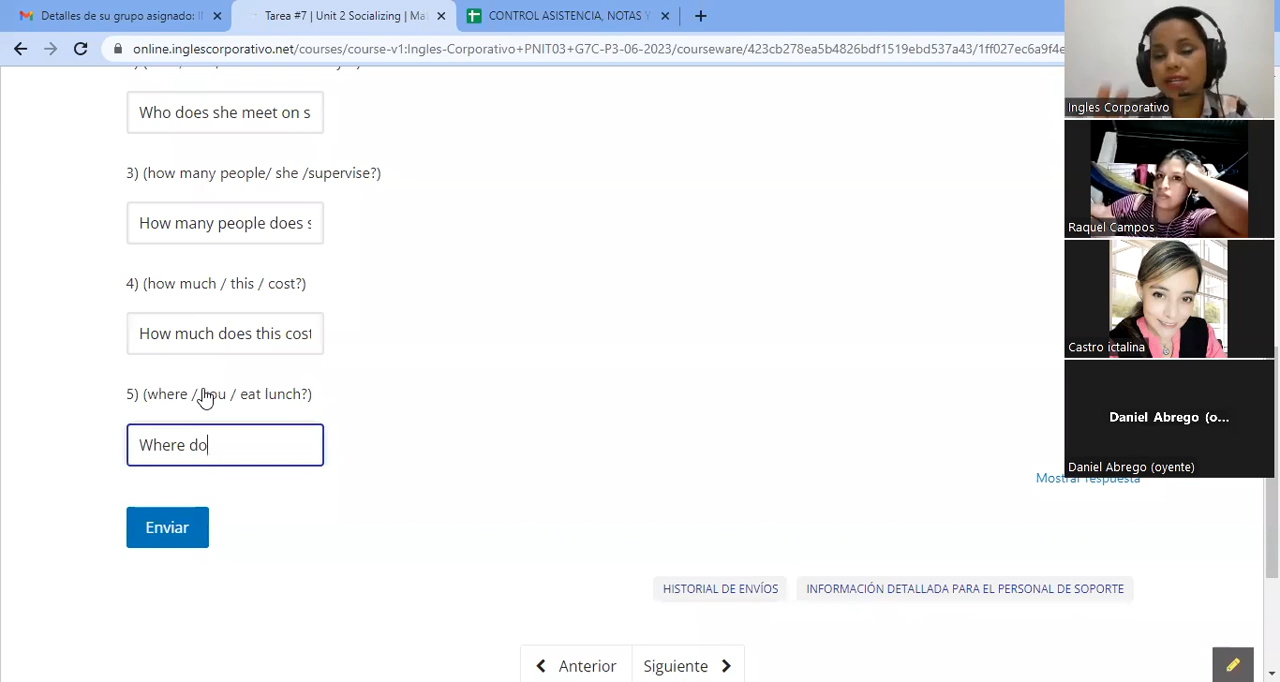 Detalles de su grupo asignado: I
Tarea #7 | Unit 2 Socializing | Mat
CONTROL ASISTENCIA, NOTAS Y
online.inglescorporativo.net/courses/course-v1:Ingles-Corporativo+PNIT03+G7C-P3-06-2023/courseware/423cb278ea5b4826bdf1519ebd537a43/1ff027ec6a9f4e
Who does she meet on s
3) (how many people/ she /supervise?)
How many people does s
4) (how much / this / cost?)
How much does this cost
5) (where / you / eat lunch?)
Where do
Mostrar respuesta
Enviar
HISTORIAL DE ENVÍOS
INFORMACIÓN DETALLADA PARA EL PERSONAL DE SOPORTE
Anterior
Siguiente
Ingles Corporativo
Raquel Campos
Castro ictalina
Daniel Abrego (o...
Daniel Abrego (oyente)